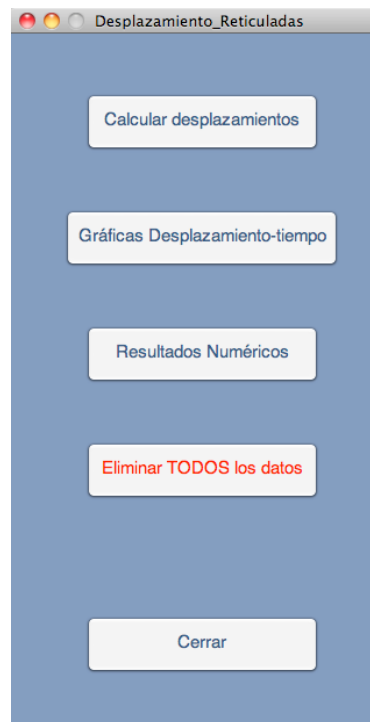 Desplazamiento_Reticuladas
Calcular desplazamientos
Gráficas Desplazamiento-tiempo
Resultados Numéricos
Eliminar TODOS los datos
Cerrar